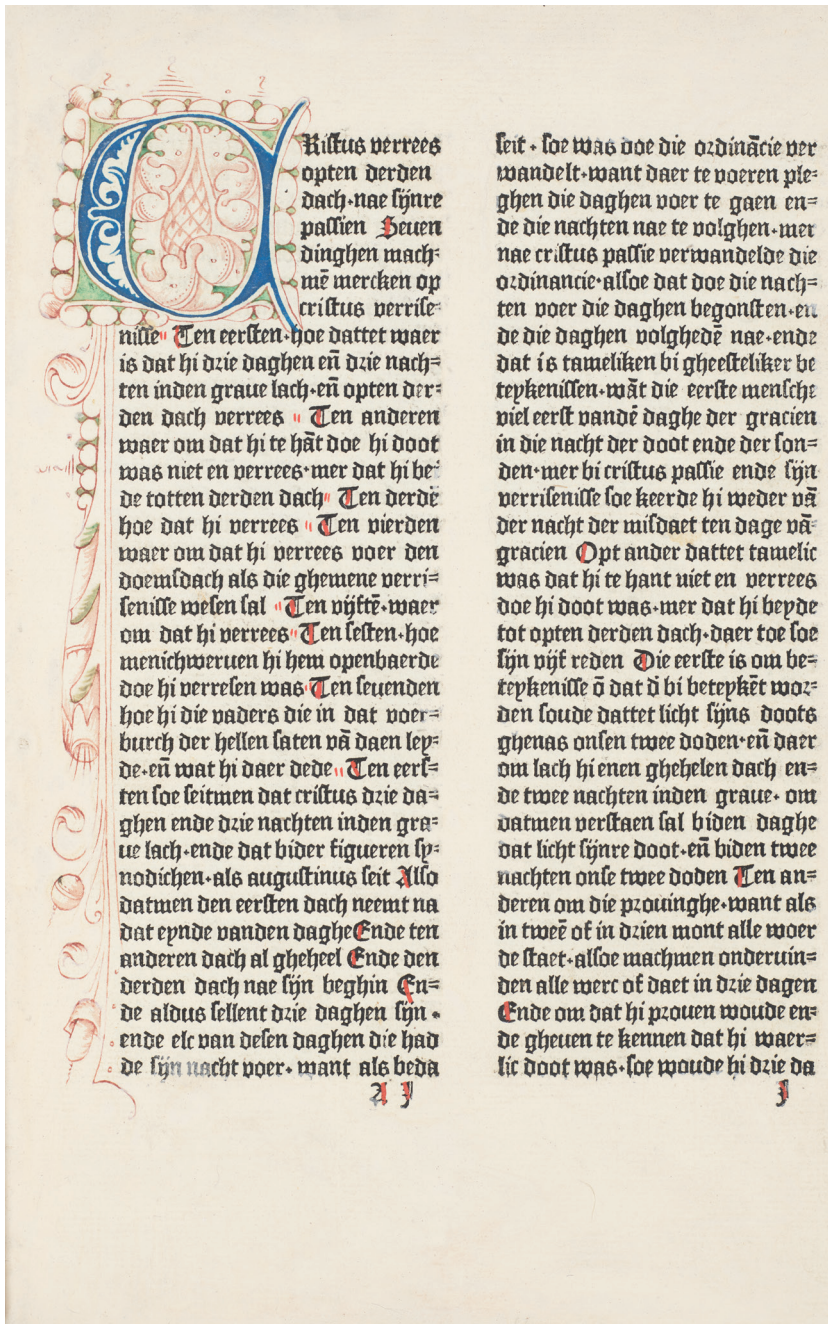 CRistus verrees
opten derden
dach·nae sijnre
passien Seuen
dinghen mach⸗
mē mercken op
cristus verrise⸗
nisse Ten eersten·hoe dattet waer
is dat hi drie daghen eñ drie nach⸗
ten inden graue lach·eñ opten der⸗
den dach verrees Ten anderen
waer om dat hi te hāt doe hi doot
was niet en verrees·mer dat hi bey⸗
de totten derden dach Ten derdē
hoe dat hi verrees Ten vierden
waer om dat hi verrees voer den
doemsdach als die ghemene verri⸗
senisse wesen sal Ten vijftē·waer
om dat hi verrees Ten sesten·hoe
menichweruen hi hem openbaerde
doe hi verresen was Ten seuenden
hoe hi die vaders die in dat voer⸗
burch der hellen saten vā daen ley⸗
de·eñ wat hi daer dede Ten eers⸗
ten soe seitmen dat cristus drie da⸗
ghen ende drie nachten inden gra⸗
ue lach·ende dat bider figueren sy⸗
nodichen·als augustinus seit Also
datmen den eersten dach neemt na
dat eynde vanden daghe Ende ten
anderen dach al gheheel Ende den
derden dach nae sijn beghin En⸗
de aldus sellent drie daghen sijn·
ende elc van desen daghen die had
de sijn nacht voer·want als beda
A J
seit·soe was doe die ordinācie ver
wandelt·want daer te voeren ple⸗
ghen die daghen voer te gaen en⸗
de die nachten nae te volghen·mer
nae cristus passie verwandelde die
ordinancie·alsoe dat doe die nach⸗
ten voer die daghen begonsten·en
de die daghen volghedē nae·ende
dat is tameliken bi gheesteliker be
teykenissen·wāt die eerste mensche
viel eerst vandē daghe der gracien
in die nacht der doot ende der son⸗
den·mer bi cristus passie ende sijn
verrisenisse soe keerde hi weder vā
der nacht der misdaet ten dage vā
gracien Opt ander dattet tamelic
was dat hi te hant niet en verrees
doe hi doot was·mer dat hi beyde
tot opten derden dach·daer toe soe
sijn vijf reden Die eerste is om be⸗
teykenisse ō dat d̄ bi beteykēt wor⸗
den soude dattet licht sijns doots
ghenas onsen twee doden·eñ daer
om lach hi enen ghehelen dach en⸗
de twee nachten inden graue·om
datmen verstaen sal biden daghe
dat licht sijnre doot·eñ biden twee
nachten onse twee doden Ten an⸗
deren om die prouinghe·want als
in tweē of in drien mont alle woer
de staet·alsoe machmen onderuin⸗
den alle werc of daet in drie dagen
Ende om dat hi prouen woude en⸗
de gheuen te kennen dat hi waer⸗
lic doot was·soe woude hi drie da
J